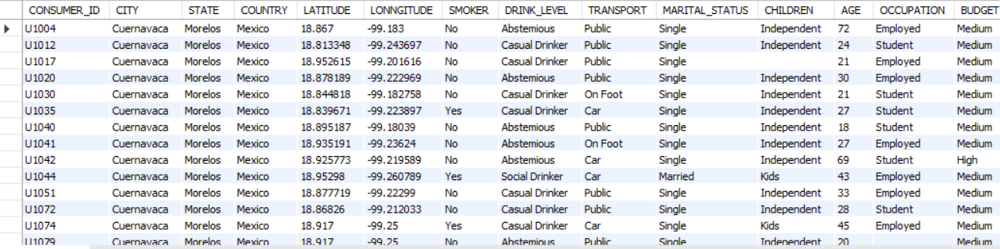 CONSUMER_ID CITY STATE COUNTRY LATITUDE LONNGITUDE SMOKER DRINK_LEVEL TRANSPORT MARITAL_STATUS CHILDREN AGE OCCUPATION BUDGET
U1004 Cuernavaca Morelos Mexico 18.867 -99.183 No Abstemious Public Single Independent 72 Employed Medium
U1012 Cuernavaca Morelos Mexico 18.813348 -99.243697 No Casual Drinker Public Single Independent 24 Student Medium
U1017 Cuernavaca Morelos Mexico 18.952615 -99.201616 No Casual Drinker Public Single 21 Employed Medium
U1020 Cuernavaca Morelos Mexico 18.878189 -99.222969 No Abstemious Public Single Independent 30 Employed Medium
U1030 Cuernavaca Morelos Mexico 18.844818 -99.182758 No Casual Drinker On Foot Single Independent 21 Student Medium
U1035 Cuernavaca Morelos Mexico 18.839671 -99.223897 Yes Casual Drinker Car Single Independent 27 Student Medium
U1040 Cuernavaca Morelos Mexico 18.895187 -99.18039 No Abstemious Public Single Independent 18 Student Medium
U1041 Cuernavaca Morelos Mexico 18.935191 -99.23624 No Abstemious On Foot Single Independent 27 Employed Medium
U1042 Cuernavaca Morelos Mexico 18.925773 -99.219589 No Abstemious Car Single Independent 69 Student High
U1044 Cuernavaca Morelos Mexico 18.95298 -99.260789 Yes Social Drinker Car Married Kids 43 Employed Medium
U1051 Cuernavaca Morelos Mexico 18.877719 -99.22299 No Casual Drinker Public Single Independent 33 Employed Medium
U1072 Cuernavaca Morelos Mexico 18.86826 -99.212033 No Casual Drinker Public Single Independent 28 Student Medium
U1074 Cuernavaca Morelos Mexico 18.917 -99.25 Yes Casual Drinker Car Single Kids 45 Employed Medium
U1079 Cuernavaca Morelos Mexico 18.917 -99.25 No Abstemious Public Single Independent 20 Medium